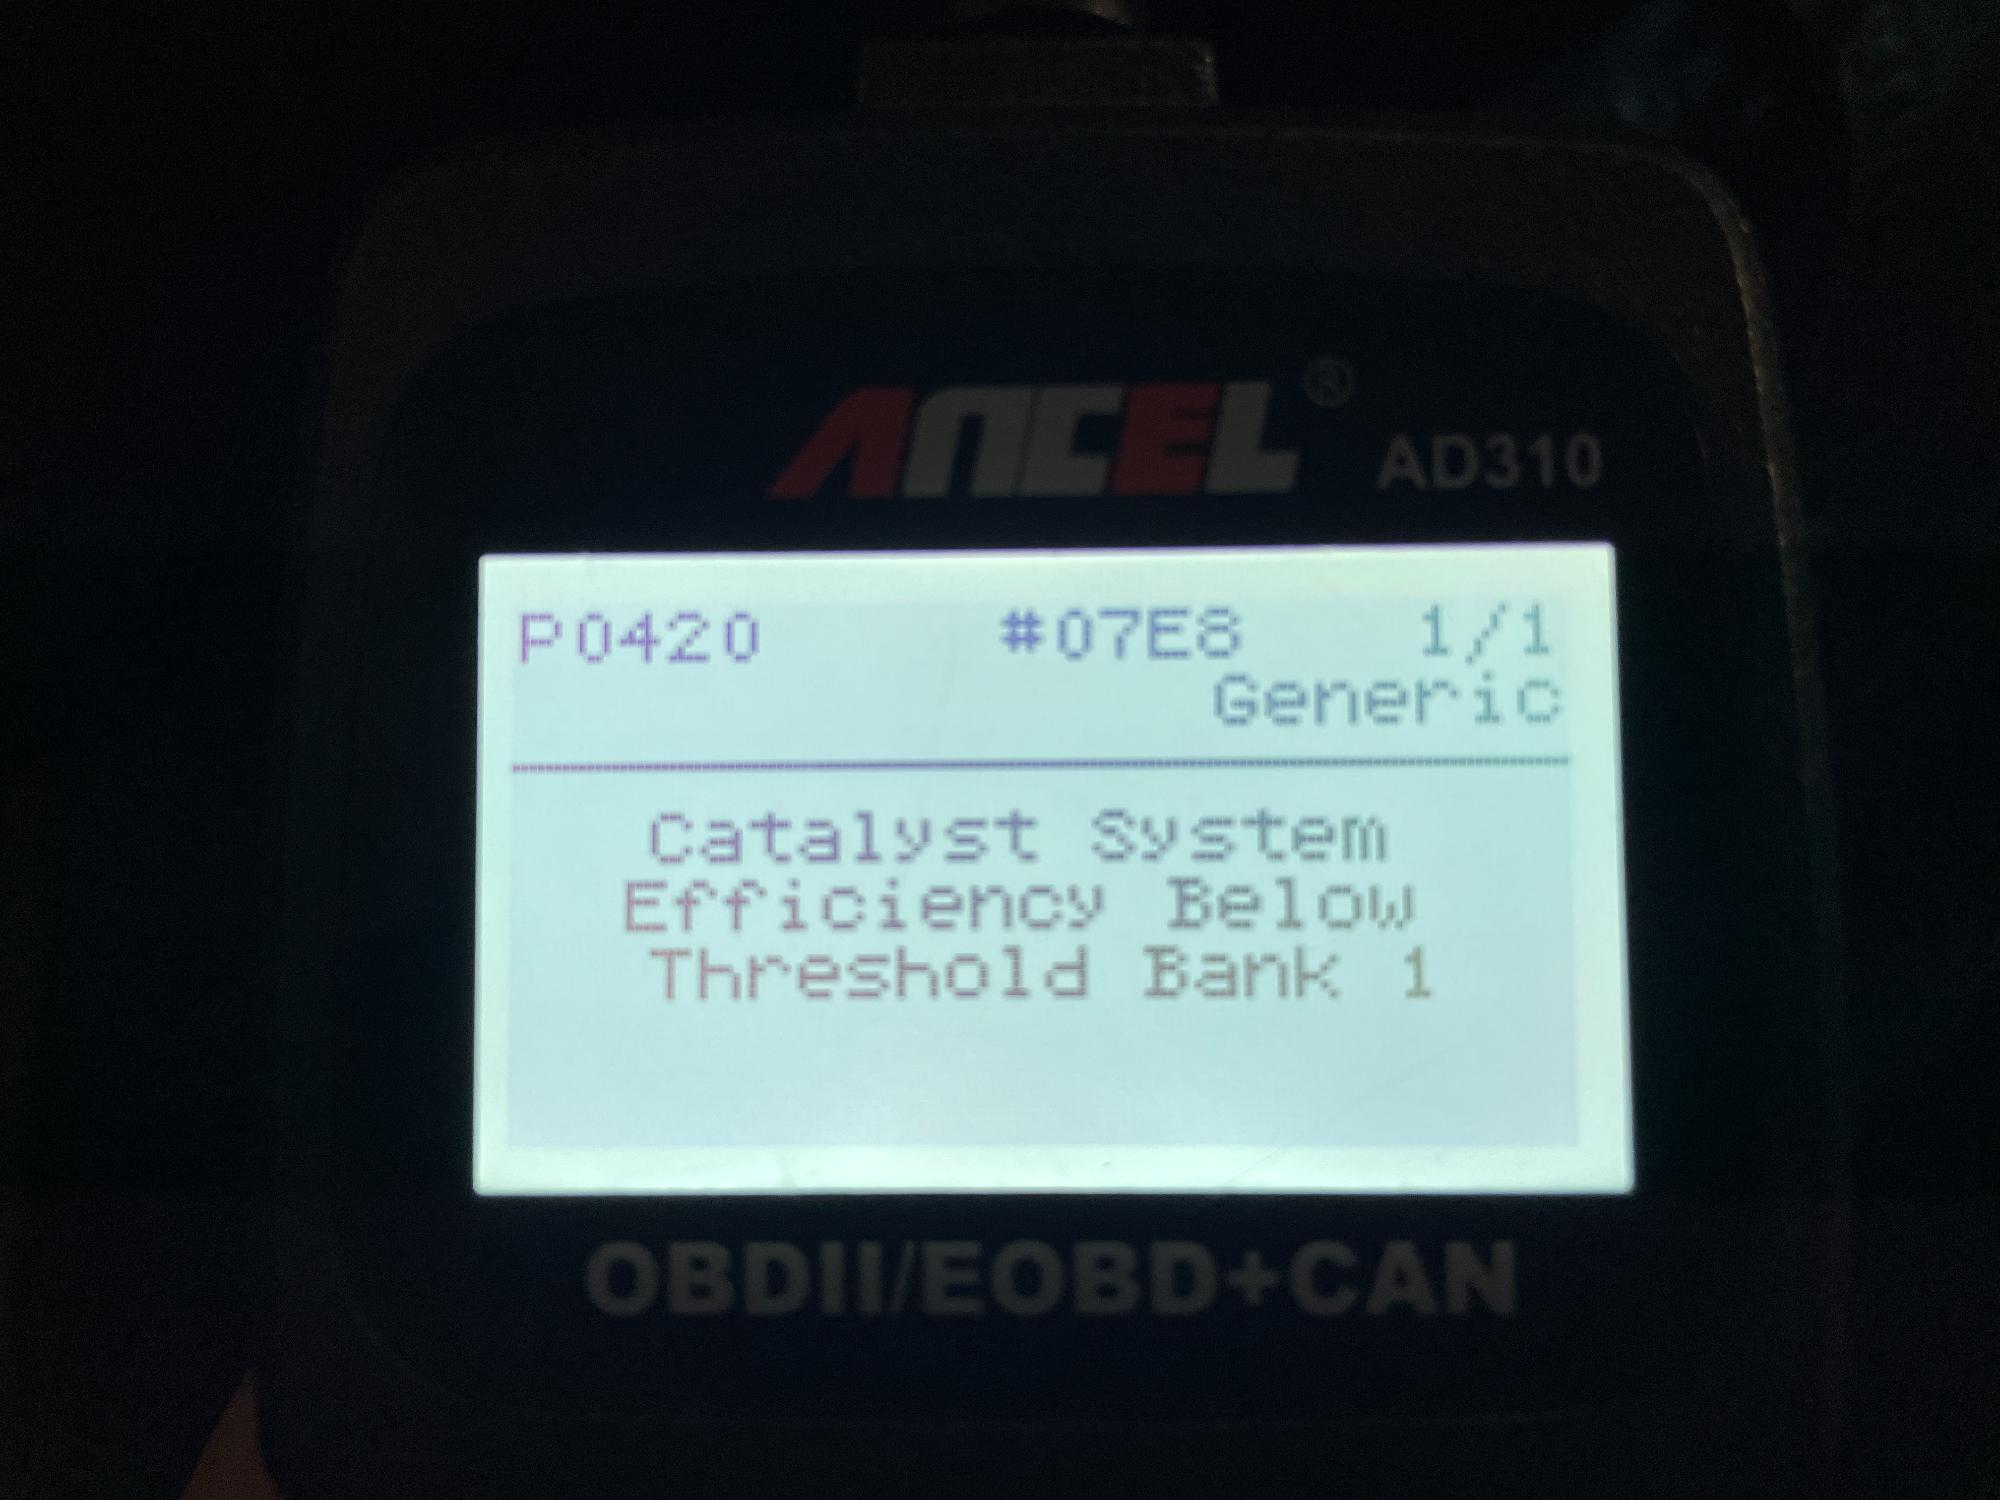 ANCEL®
AD310
P0420 #07E8 1/1
Generic
Catalyst System
Efficiency Below
Threshold Bank 1
OBDII/EOBD+CAN